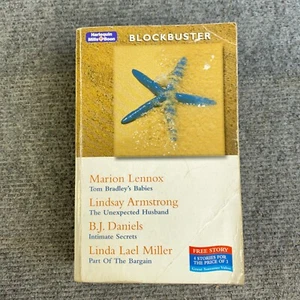 Harlequin
Mills & Boon
BLOCKBUSTER
Marion Lennox
Tom Bradley's Babies
Lindsay Armstrong
The Unexpected Husband
B.J. Daniels
Intimate Secrets
Linda Lael Miller
Part Of The Bargain
FREE STORY
4 STORIES FOR
THE PRICE OF 3